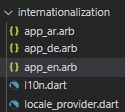 internationalization
app_ar.arb
app_de.arb
app_en.arb
l10n.dart
locale_provider.dart